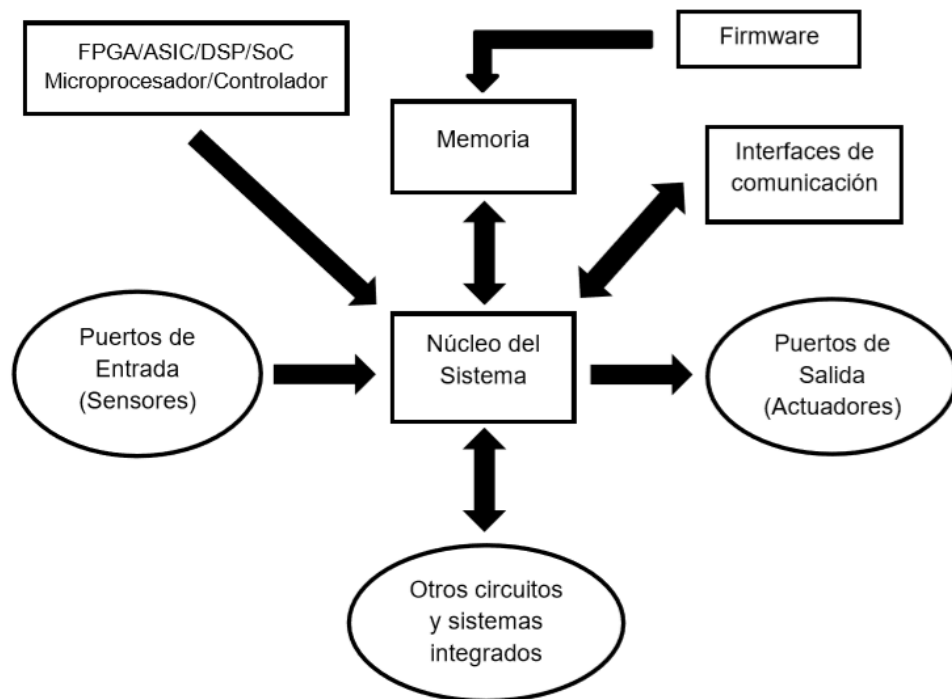 FPGA/ASIC/DSP/SoC
Microprocesador/Controlador
Firmware
Memoria
Interfaces de
comunicación
Puertos de
Entrada
(Sensores)
Núcleo del
Sistema
Puertos de
Salida
(Actuadores)
Otros circuitos
y sistemas
integrados